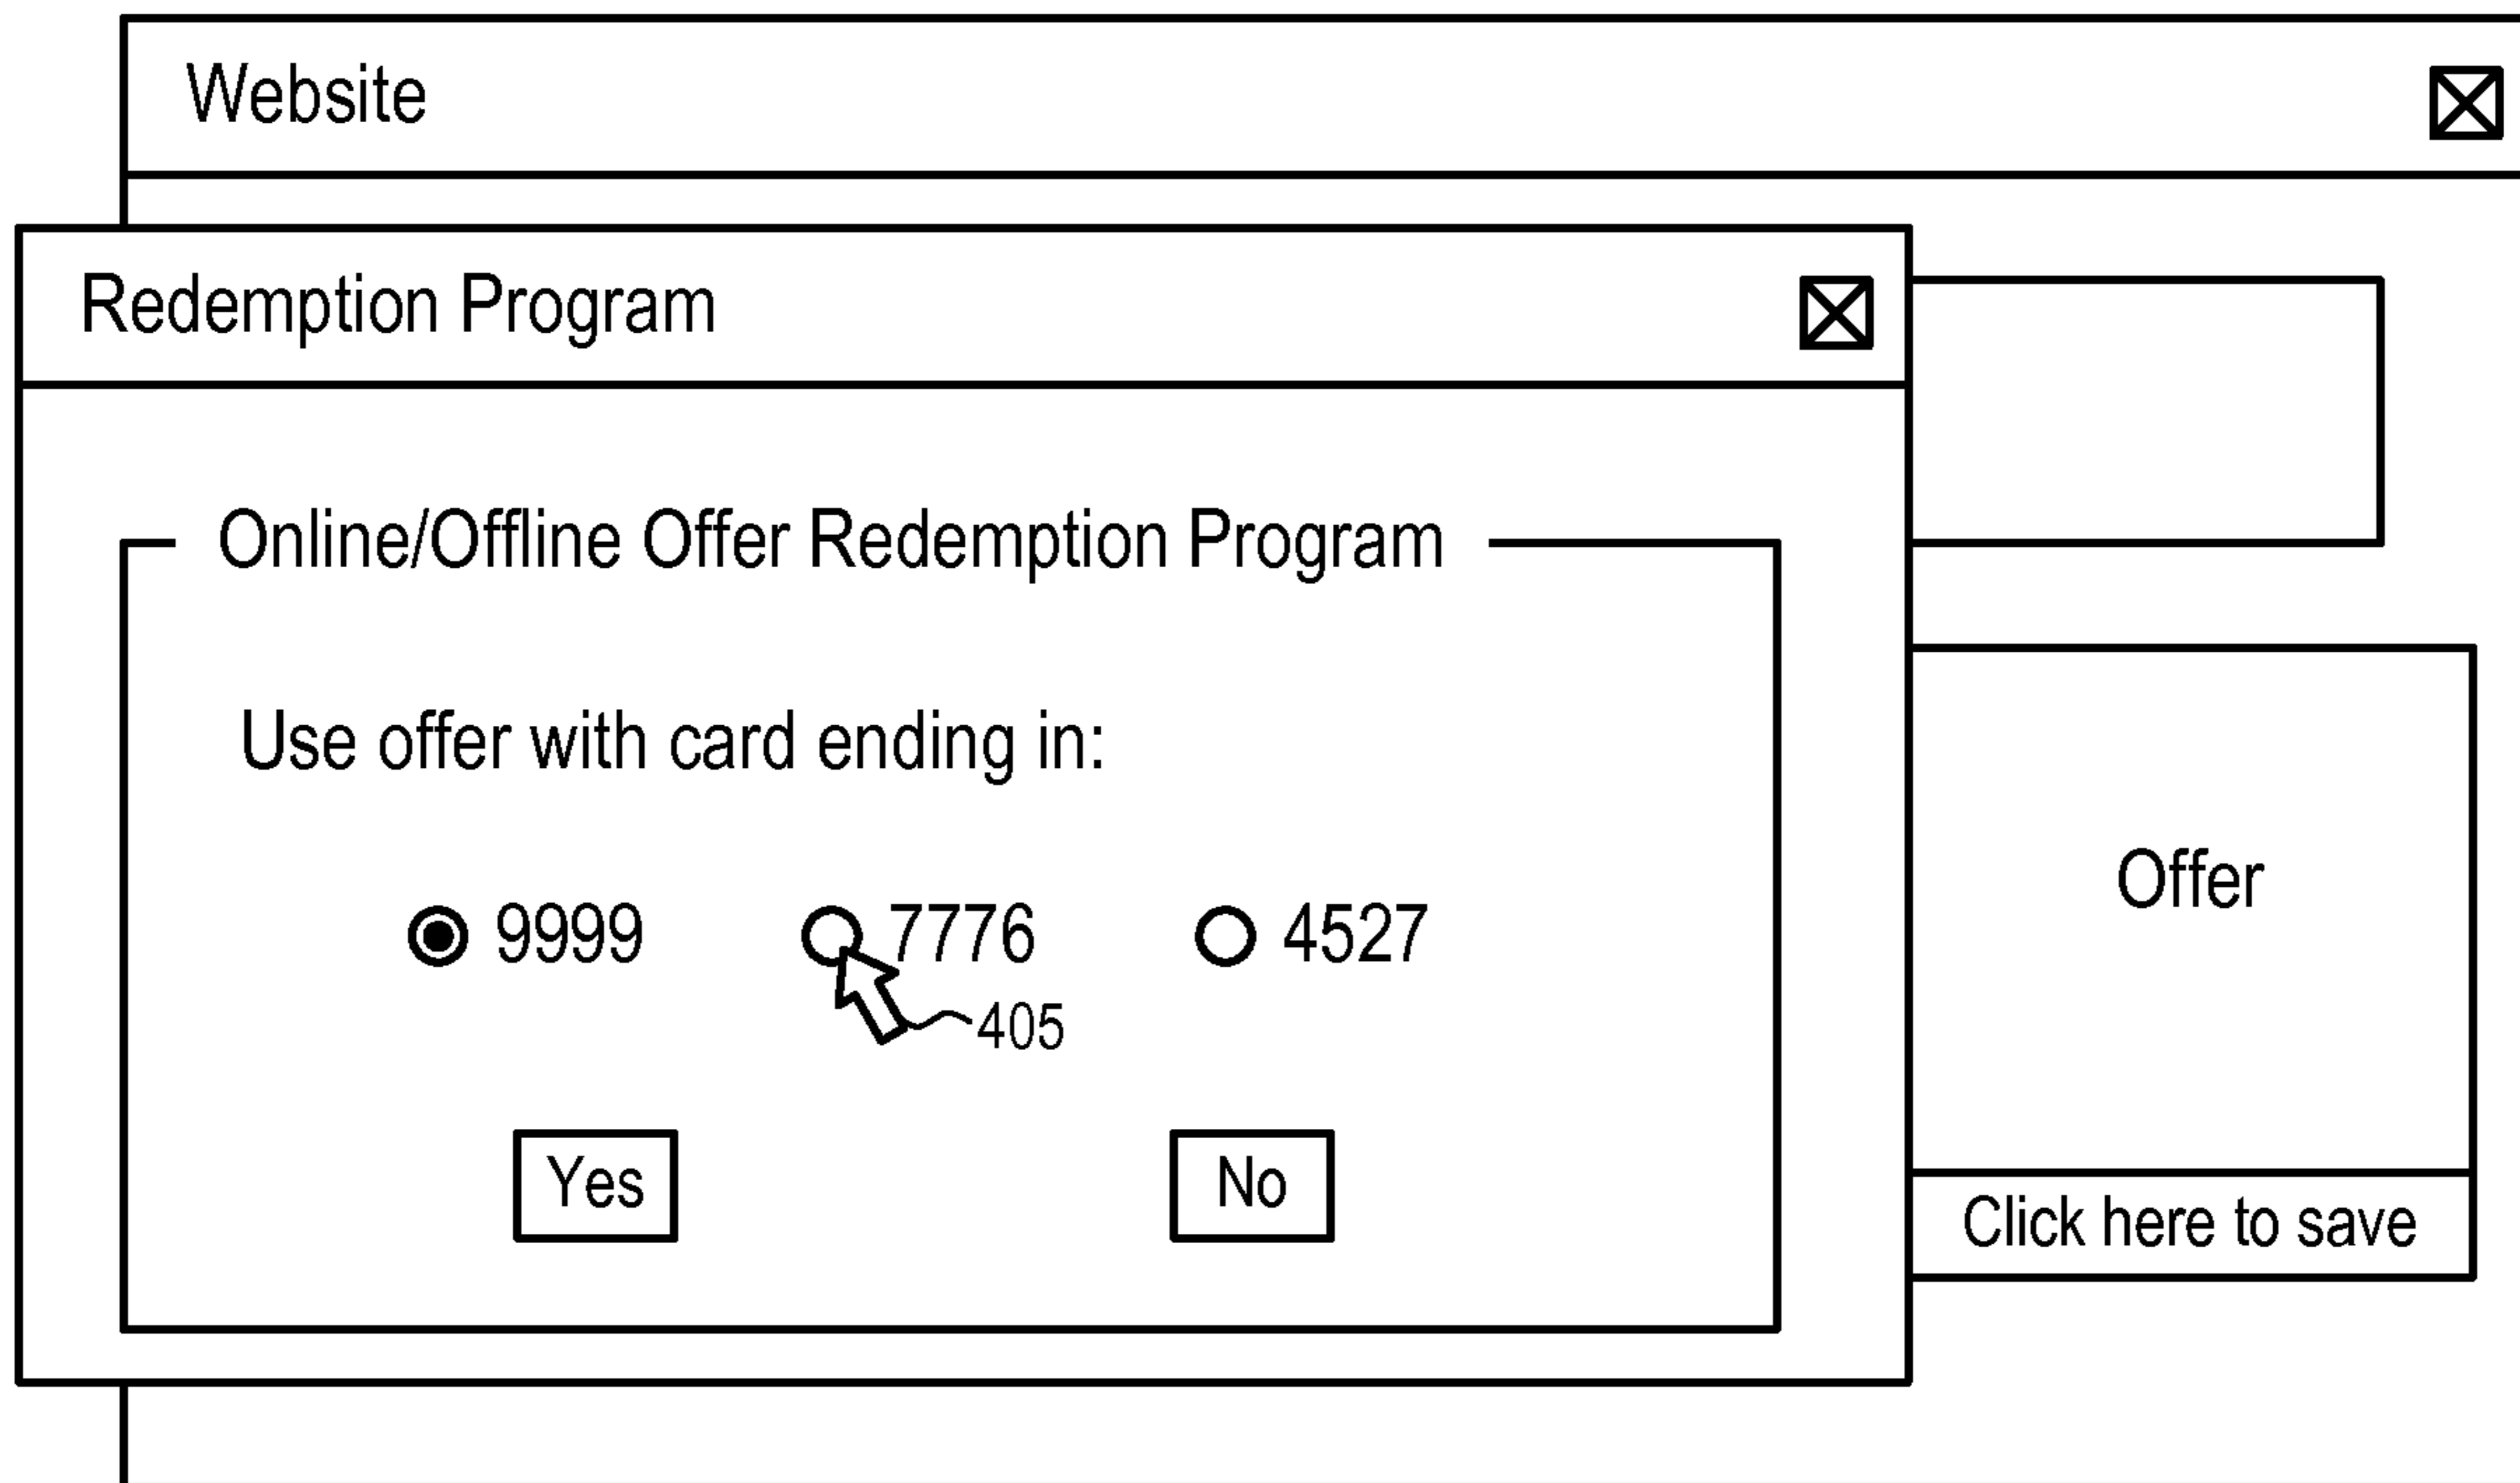 Website
Redemption Program
Online/Offline Offer Redemption Program
Use offer with card ending in:
9999 7776 4527
405
Yes No
Offer
Click here to save